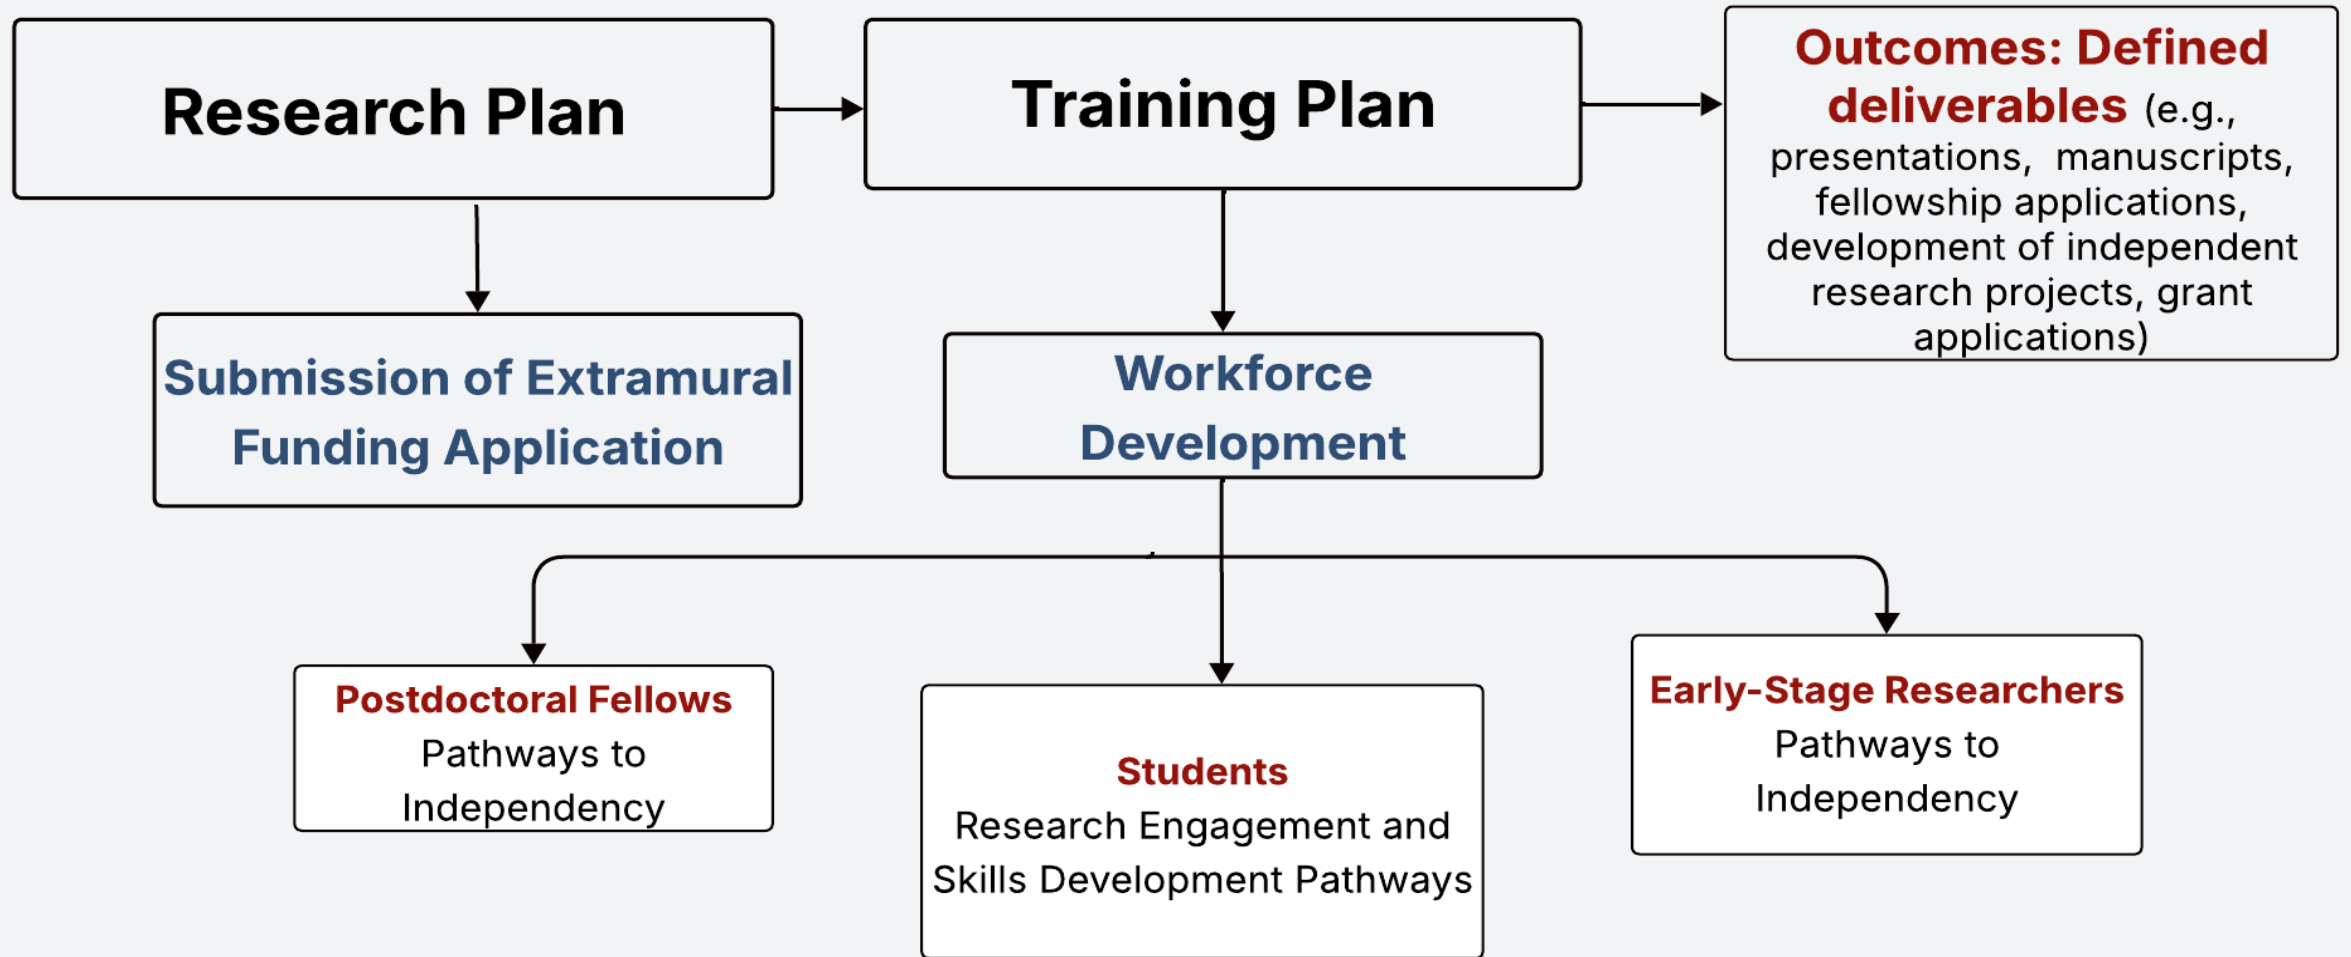 Research Plan
Training Plan
Outcomes: Defined
deliverables (e.g.,
presentations, manuscripts,
fellowship applications,
development of independent
research projects, grant
applications)
Submission of Extramural
Funding Application
Workforce
Development
Postdoctoral Fellows
Pathways to
Independency
Students
Research Engagement and
Skills Development Pathways
Early-Stage Researchers
Pathways to
Independency